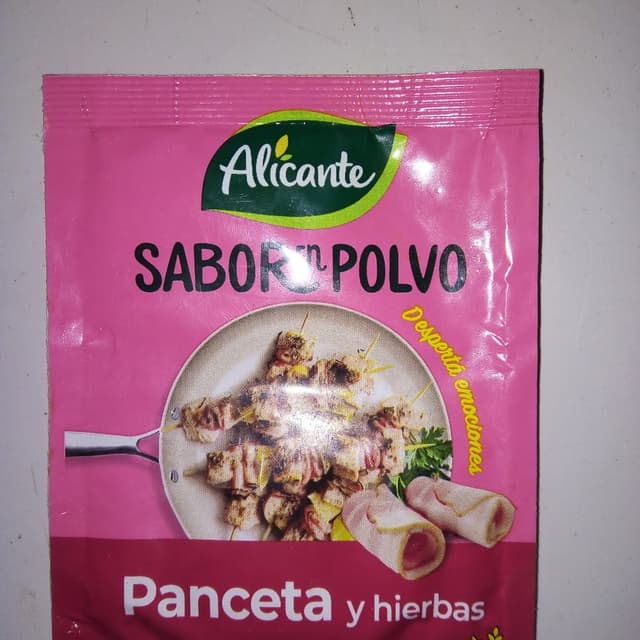 Alicante
SABOR en POLVO
Despertá emociones
Panceta y hierbas